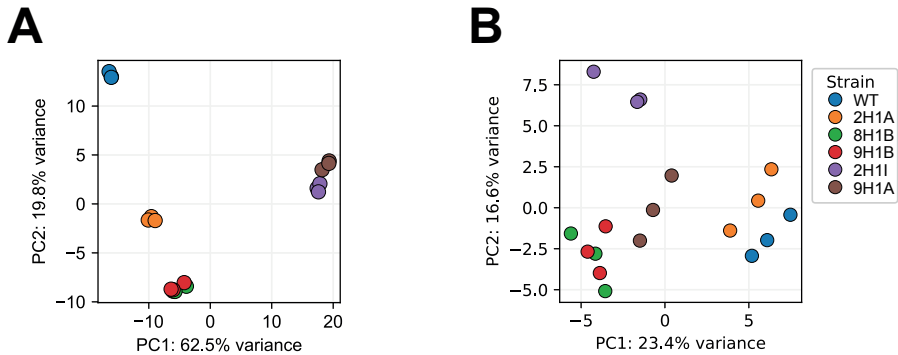 A
10
5
0
−5
−10
−10
0
10
20
PC2: 19.8% variance
PC1: 62.5% variance
B
7.5
5.0
2.5
0.0
−2.5
−5.0
−5
0
5
PC2: 16.6% variance
PC1: 23.4% variance
Strain
WT
2H1A
8H1B
9H1B
2H1I
9H1A